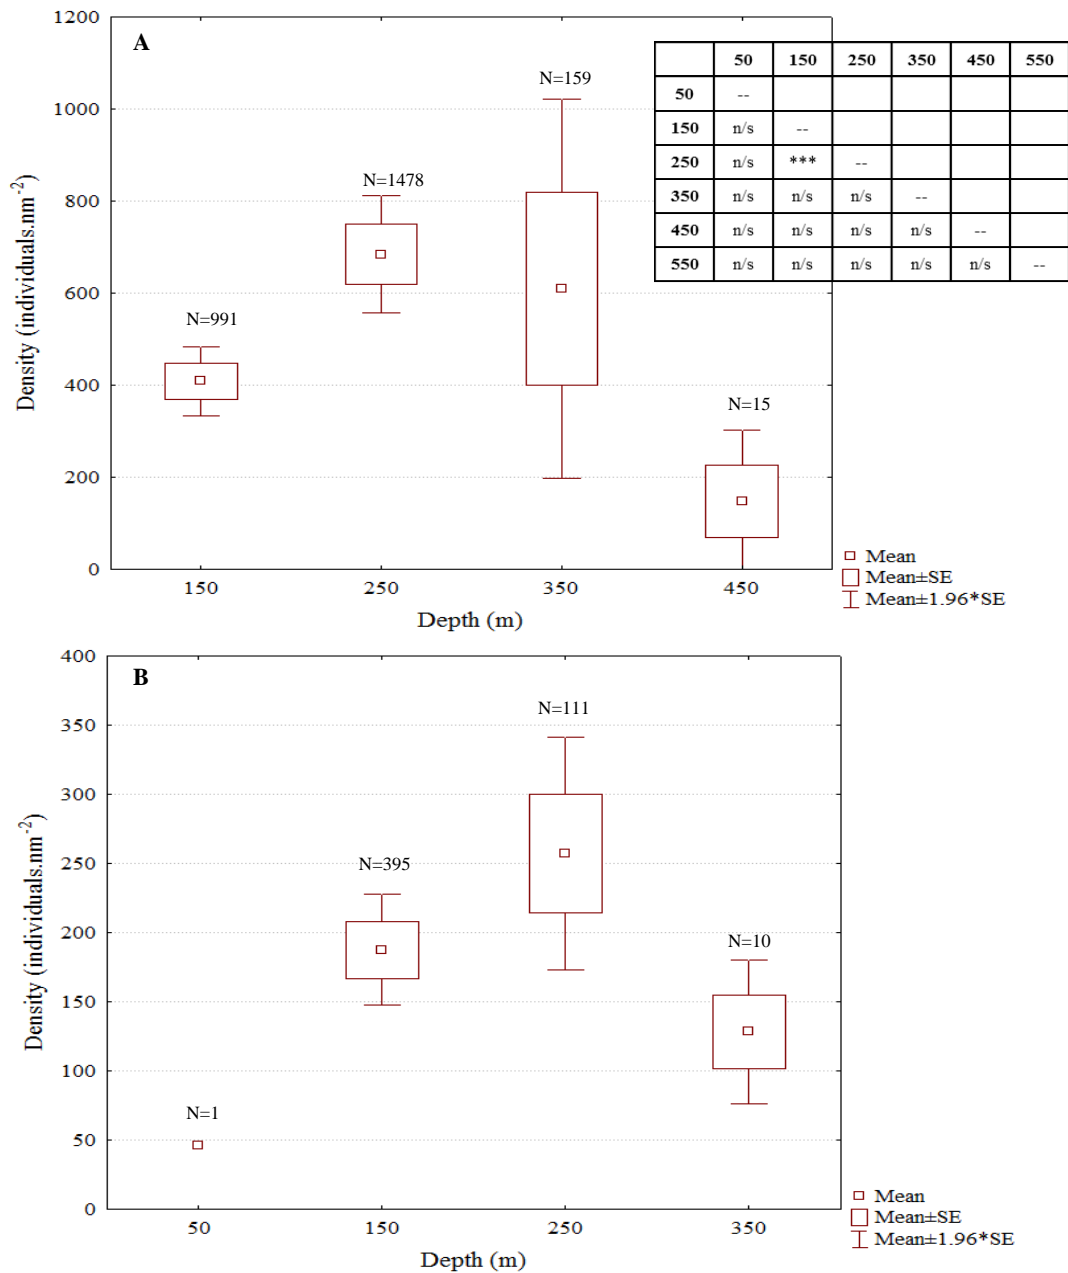 A
1200
1000
800
600
400
200
0
Density (individuals.nm-2)
N=991
N=1478
N=159
N=15
150 250 350 450
Depth (m)
50 150 250 350 450 550
50 --
150 n/s --
250 n/s *** --
350 n/s n/s n/s --
450 n/s n/s n/s n/s --
550 n/s n/s n/s n/s n/s --
Mean
Mean±SE
Mean±1.96*SE
B
400
350
300
250
200
150
100
50
0
Density (individuals.nm-2)
N=1
N=395
N=111
N=10
50 150 250 350
Depth (m)
Mean
Mean±SE
Mean±1.96*SE